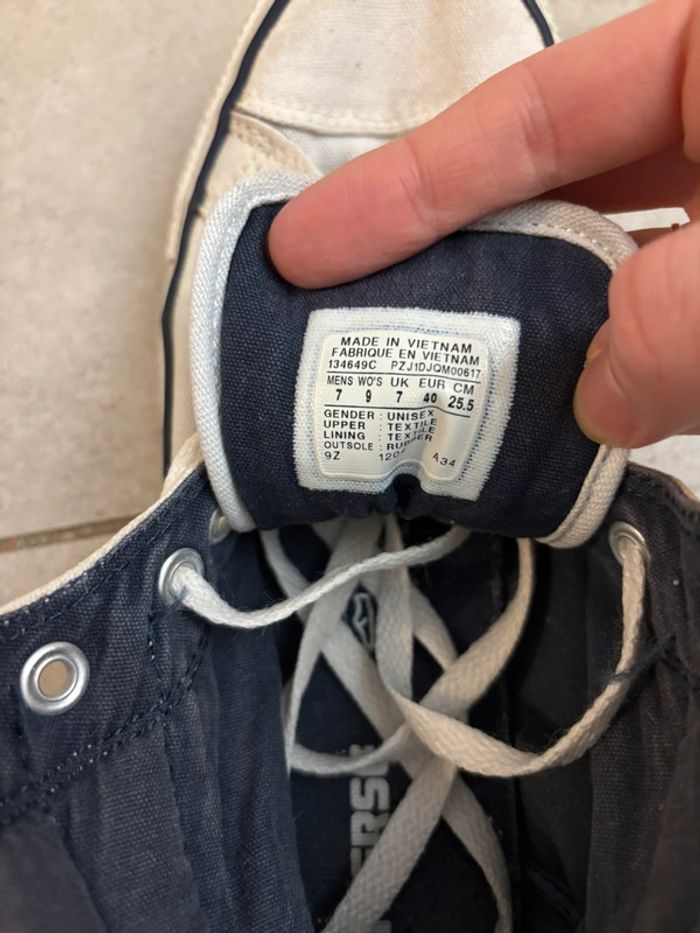 MADE IN VIETNAM
FABRIQUE EN VIETNAM
134649C PZJ1DJQM00617
MENS WO'S UK EUR CM
7 9 7 40 25.5
GENDER : UNISEX
UPPER : TEXTILE
LINING : TEXTILE
OUTSOLE : RUBBER
9Z A34